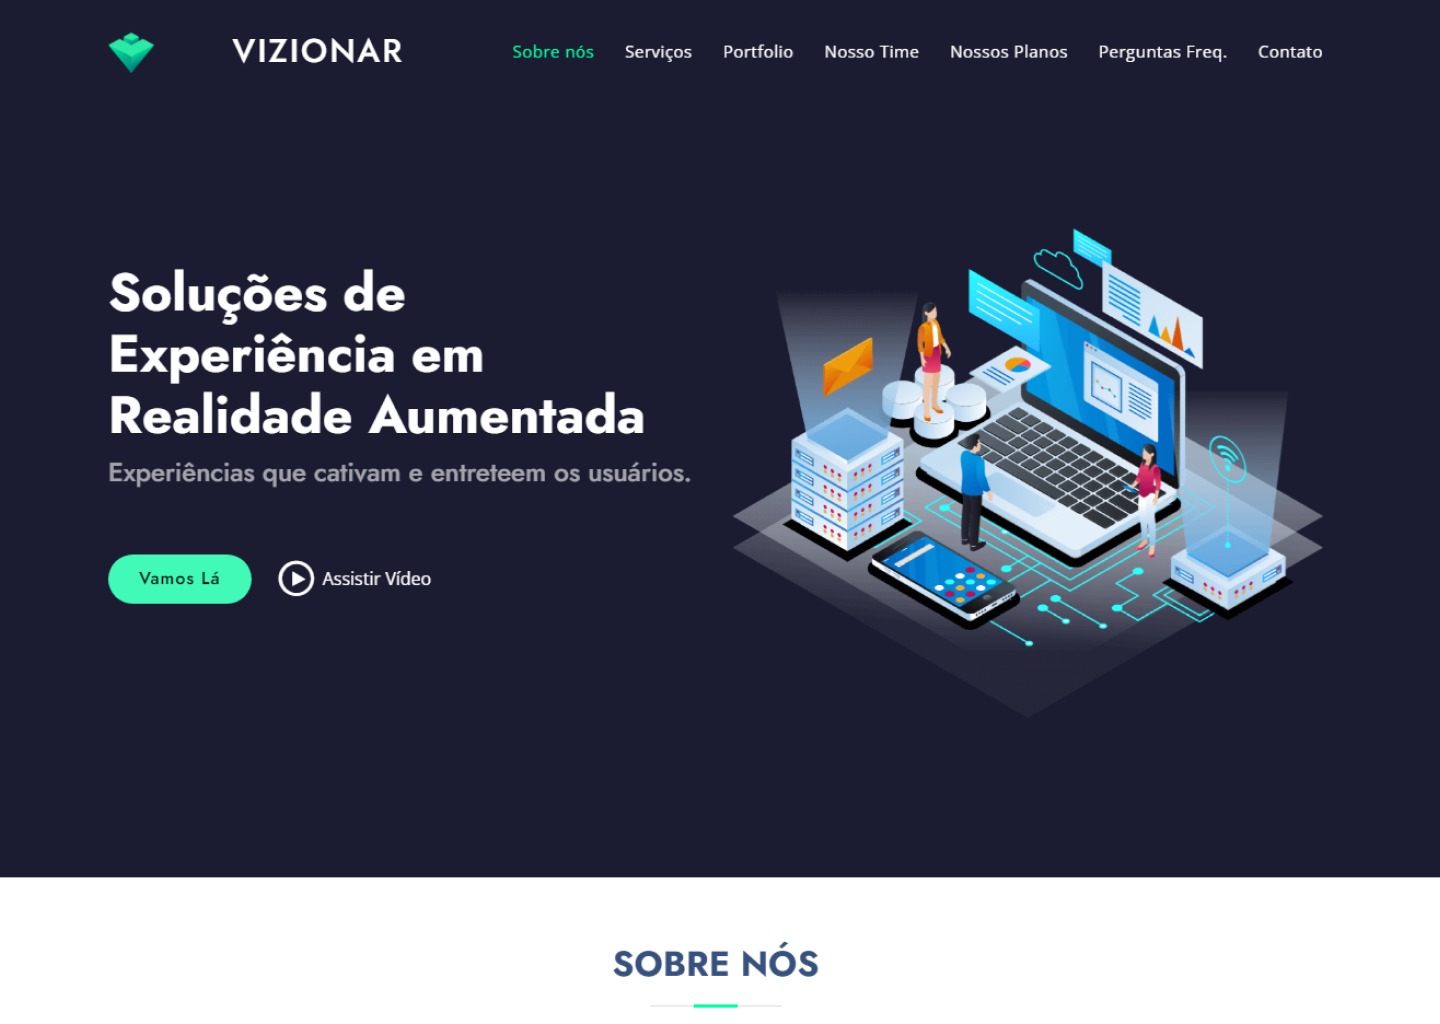 VIZIONAR
Sobre nós
Serviços
Portfolio
Nosso Time
Nossos Planos
Perguntas Freq.
Contato
Soluções de
Experiência em
Realidade Aumentada
Experiências que cativam e entreteem os usuários.
Vamos Lá
Assistir Vídeo
SOBRE NÓS